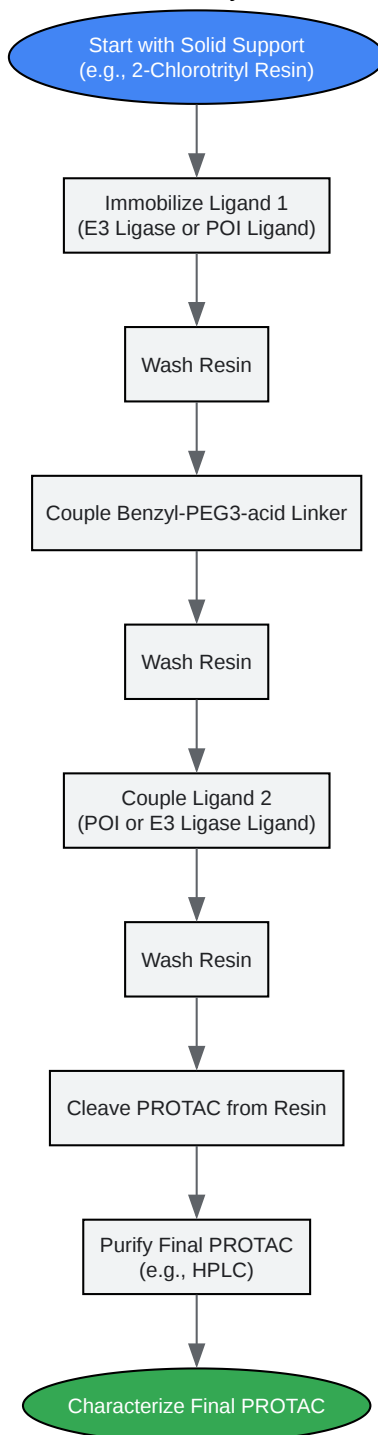 Start with Solid Support
(e.g., 2-Chlorotrityl Resin)
Immobilize Ligand 1
(E3 Ligase or POI Ligand)
Wash Resin
Couple Benzyl-PEG3-acid Linker
Wash Resin
Couple Ligand 2
(POI or E3 Ligase Ligand)
Wash Resin
Cleave PROTAC from Resin
Purify Final PROTAC
(e.g., HPLC)
Characterize Final PROTAC